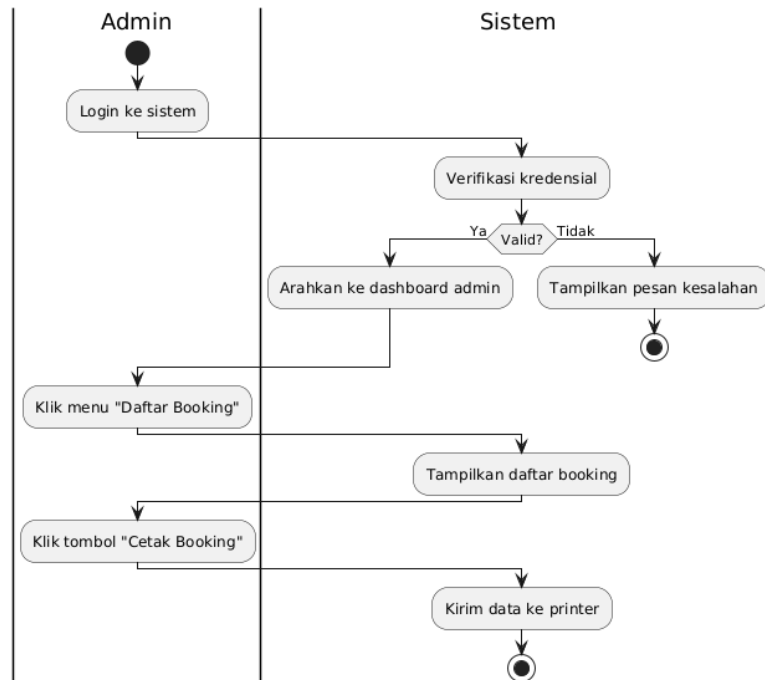 Admin
Sistem
Login ke sistem
Verifikasi kredensial
Ya
Valid?
Tidak
Arahkan ke dashboard admin
Tampilkan pesan kesalahan
Klik menu "Daftar Booking"
Tampilkan daftar booking
Klik tombol "Cetak Booking"
Kirim data ke printer